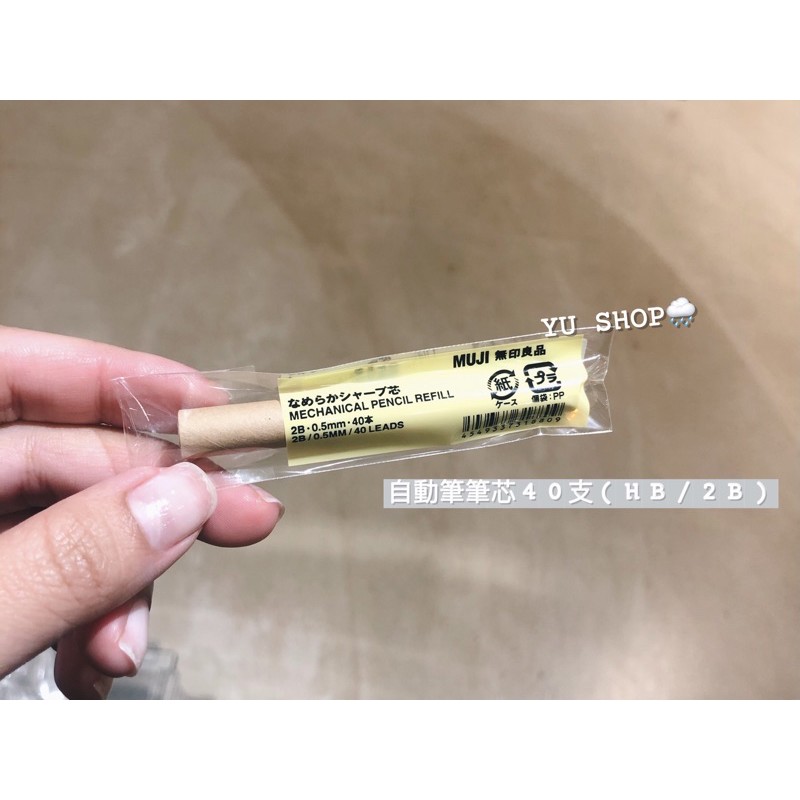 YU SHOP🌧
MUJI 無印良品
なめらかシャープ芯
MECHANICAL PENCIL REFILL
2B・0.5mm・40本
2B / 0.5MM / 40 LEADS
紙
ケース
プラ
個袋:PP
自動筆筆芯40支(HB/2B)